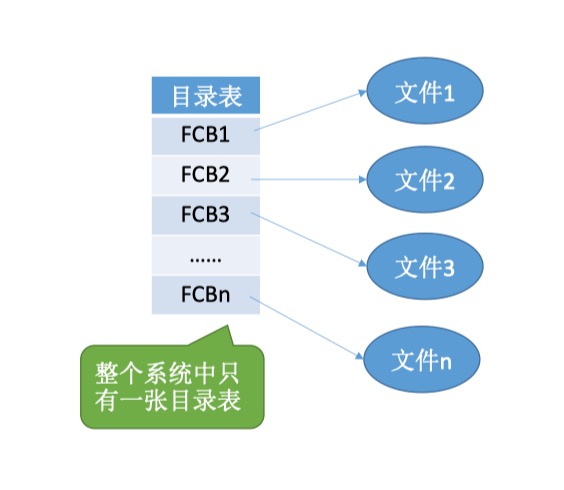 目录表
FCB1
FCB2
FCB3
……
FCBn
文件1
文件2
文件3
文件n
整个系统中只
有一张目录表